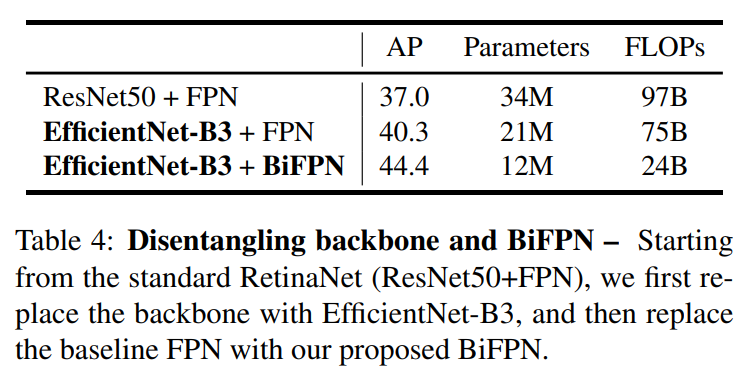 AP Parameters FLOPs
ResNet50 + FPN 37.0 34M 97B
EfficientNet-B3 + FPN 40.3 21M 75B
EfficientNet-B3 + BiFPN 44.4 12M 24B
Table 4: Disentangling backbone and BiFPN – Starting
from the standard RetinaNet (ResNet50+FPN), we first re-
place the backbone with EfficientNet-B3, and then replace
the baseline FPN with our proposed BiFPN.